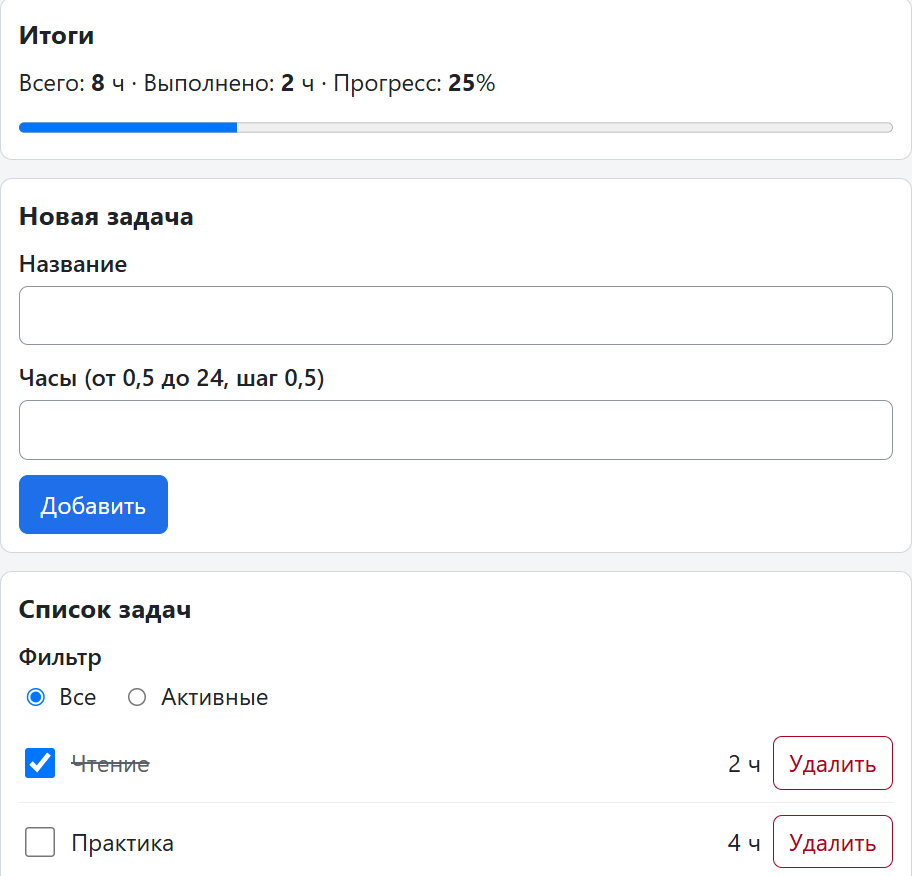 Итоги
Всего: 8 ч · Выполнено: 2 ч · Прогресс: 25%
Новая задача
Название
Часы (от 0,5 до 24, шаг 0,5)
Добавить
Список задач
Фильтр
Все Активные
Чтение 2 ч Удалить
Практика 4 ч Удалить